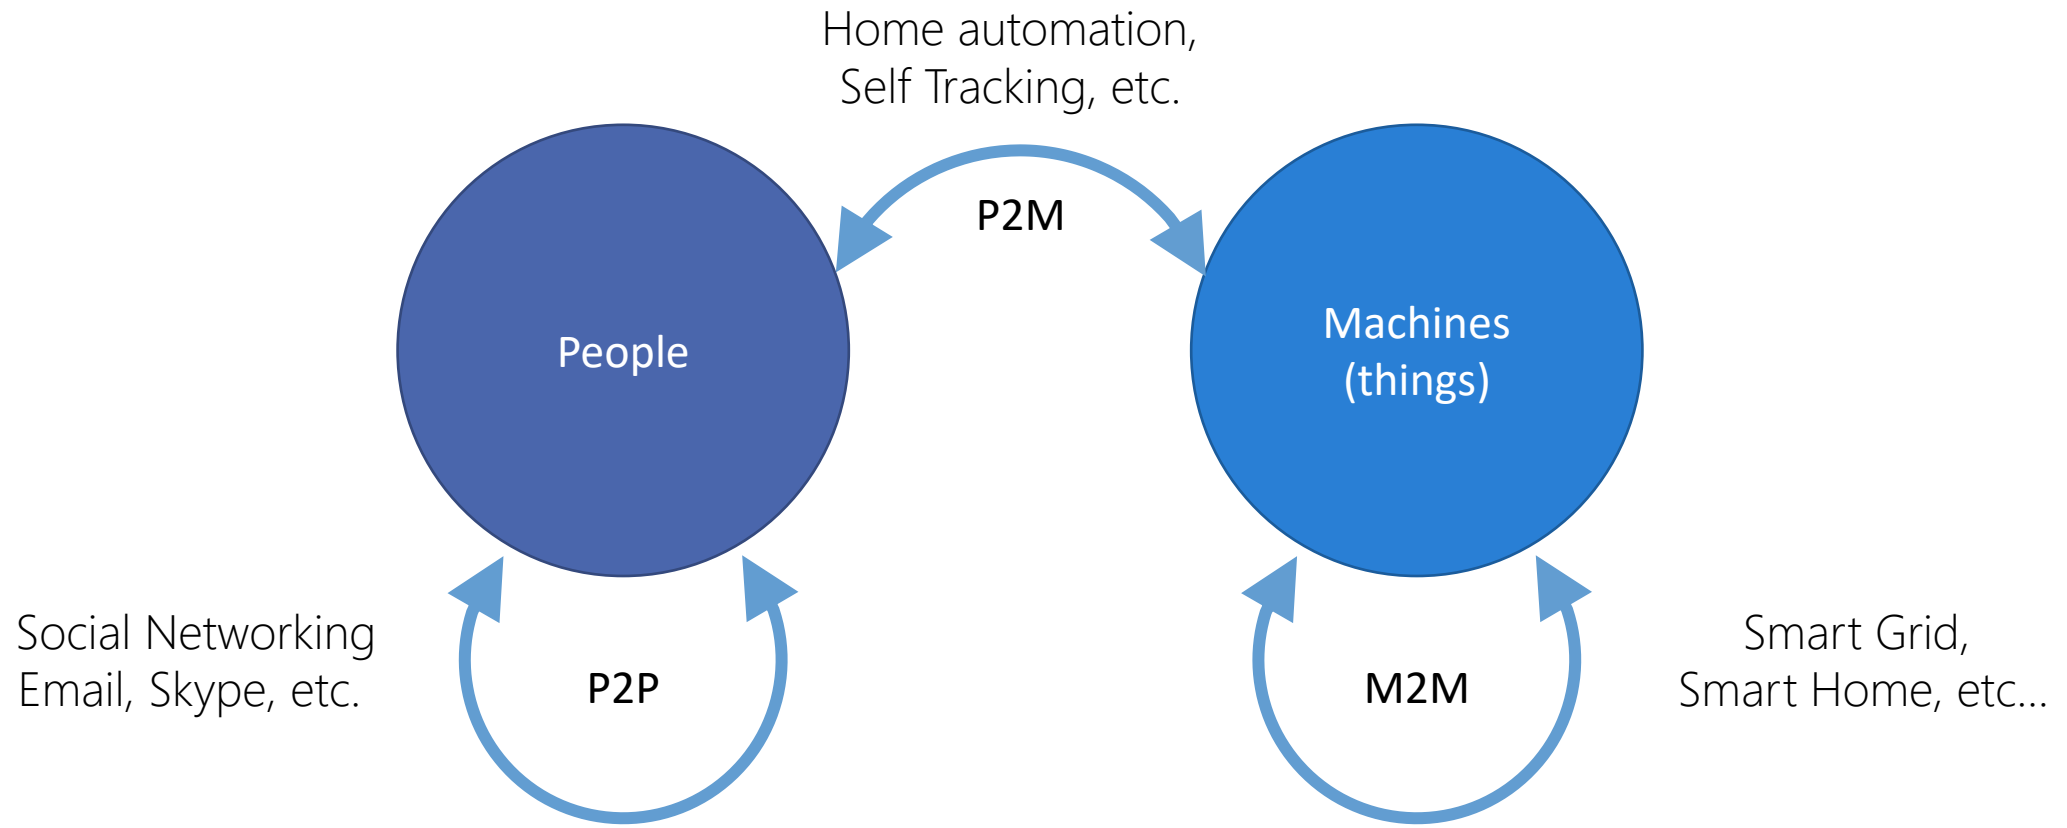 Home automation,
Self Tracking, etc.
P2M
People
Machines
(things)
Social Networking
Email, Skype, etc.
P2P
M2M
Smart Grid,
Smart Home, etc...